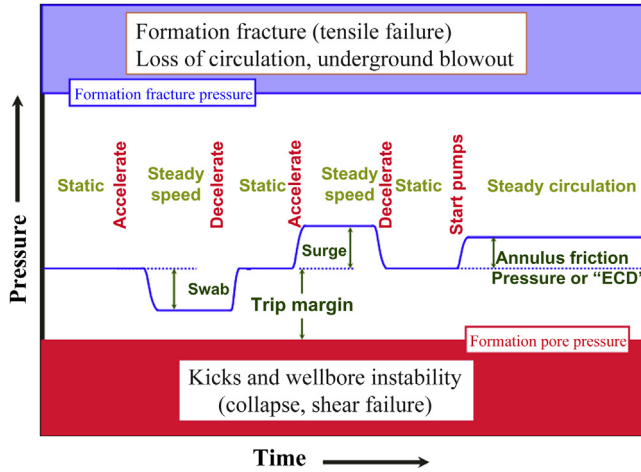 Formation fracture (tensile failure)
Loss of circulation, underground blowout
Formation fracture pressure
Pressure
Static
Accelerate
Steady
speed
Decelerate
Static
Accelerate
Steady
speed
Decelerate
Static
Start pumps
Steady circulation
Swab
Surge
Trip margin
Annulus friction
Pressure or “ECD”
Formation pore pressure
Kicks and wellbore instability
(collapse, shear failure)
Time